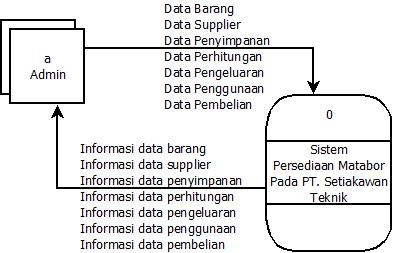 Data Barang
Data Supplier
Data Penyimpanan
Data Perhitungan
Data Pengeluaran
Data Penggunaan
Data Pembelian
a
Admin
0
Sistem
Persediaan Matabor
Pada PT. Setiakawan
Teknik
Informasi data barang
Informasi data supplier
Informasi data penyimpanan
Informasi data perhitungan
Informasi data pengeluaran
Informasi data penggunaan
Informasi data pembelian